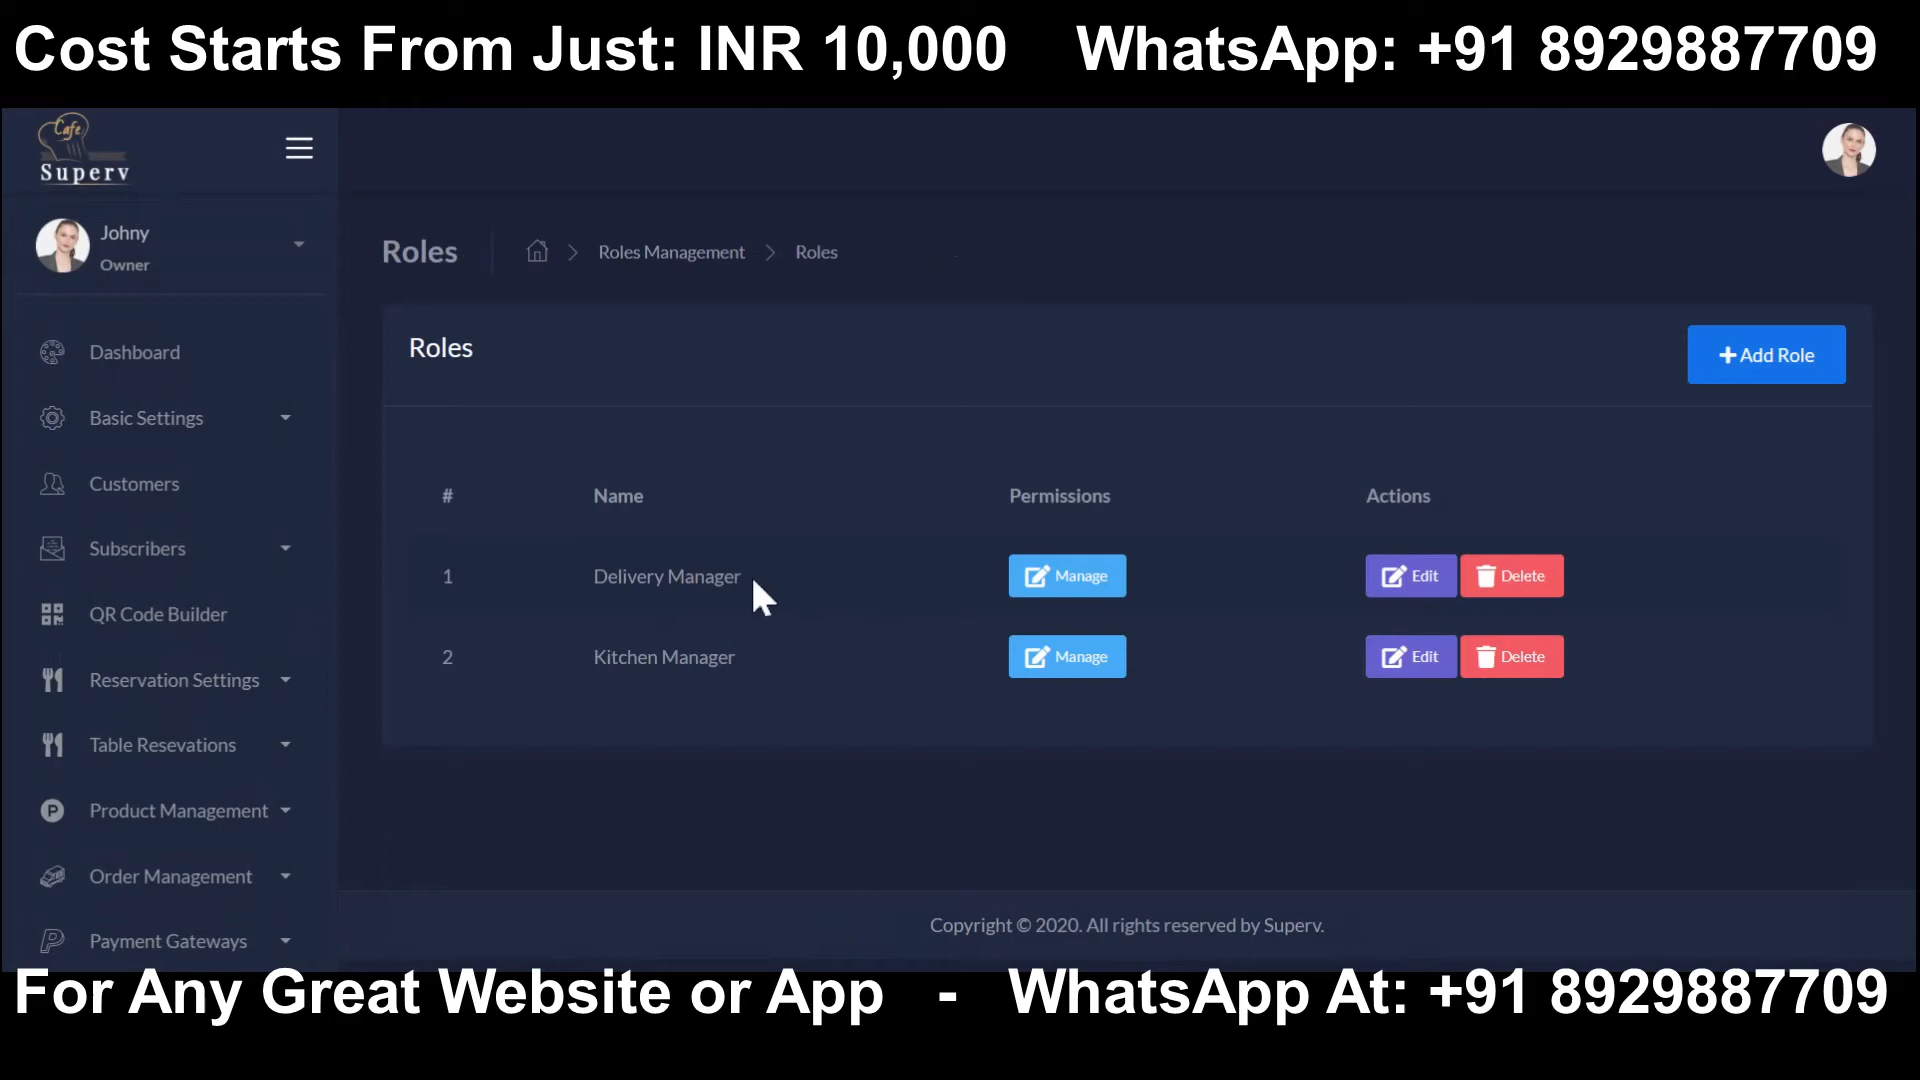 Cost Starts From Just: INR 10,000    WhatsApp: +91 8929887709
Cafe
Superv
Johny
Owner
Roles
Roles Management
Roles
Roles
Add Role
# Name Permissions Actions
1 Delivery Manager Manage Edit Delete
2 Kitchen Manager Manage Edit Delete
Dashboard
Basic Settings
Customers
Subscribers
QR Code Builder
Reservation Settings
Table Resevations
Product Management
Order Management
Payment Gateways
Copyright © 2020. All rights reserved by Superv.
For Any Great Website or App - WhatsApp At: +91 8929887709